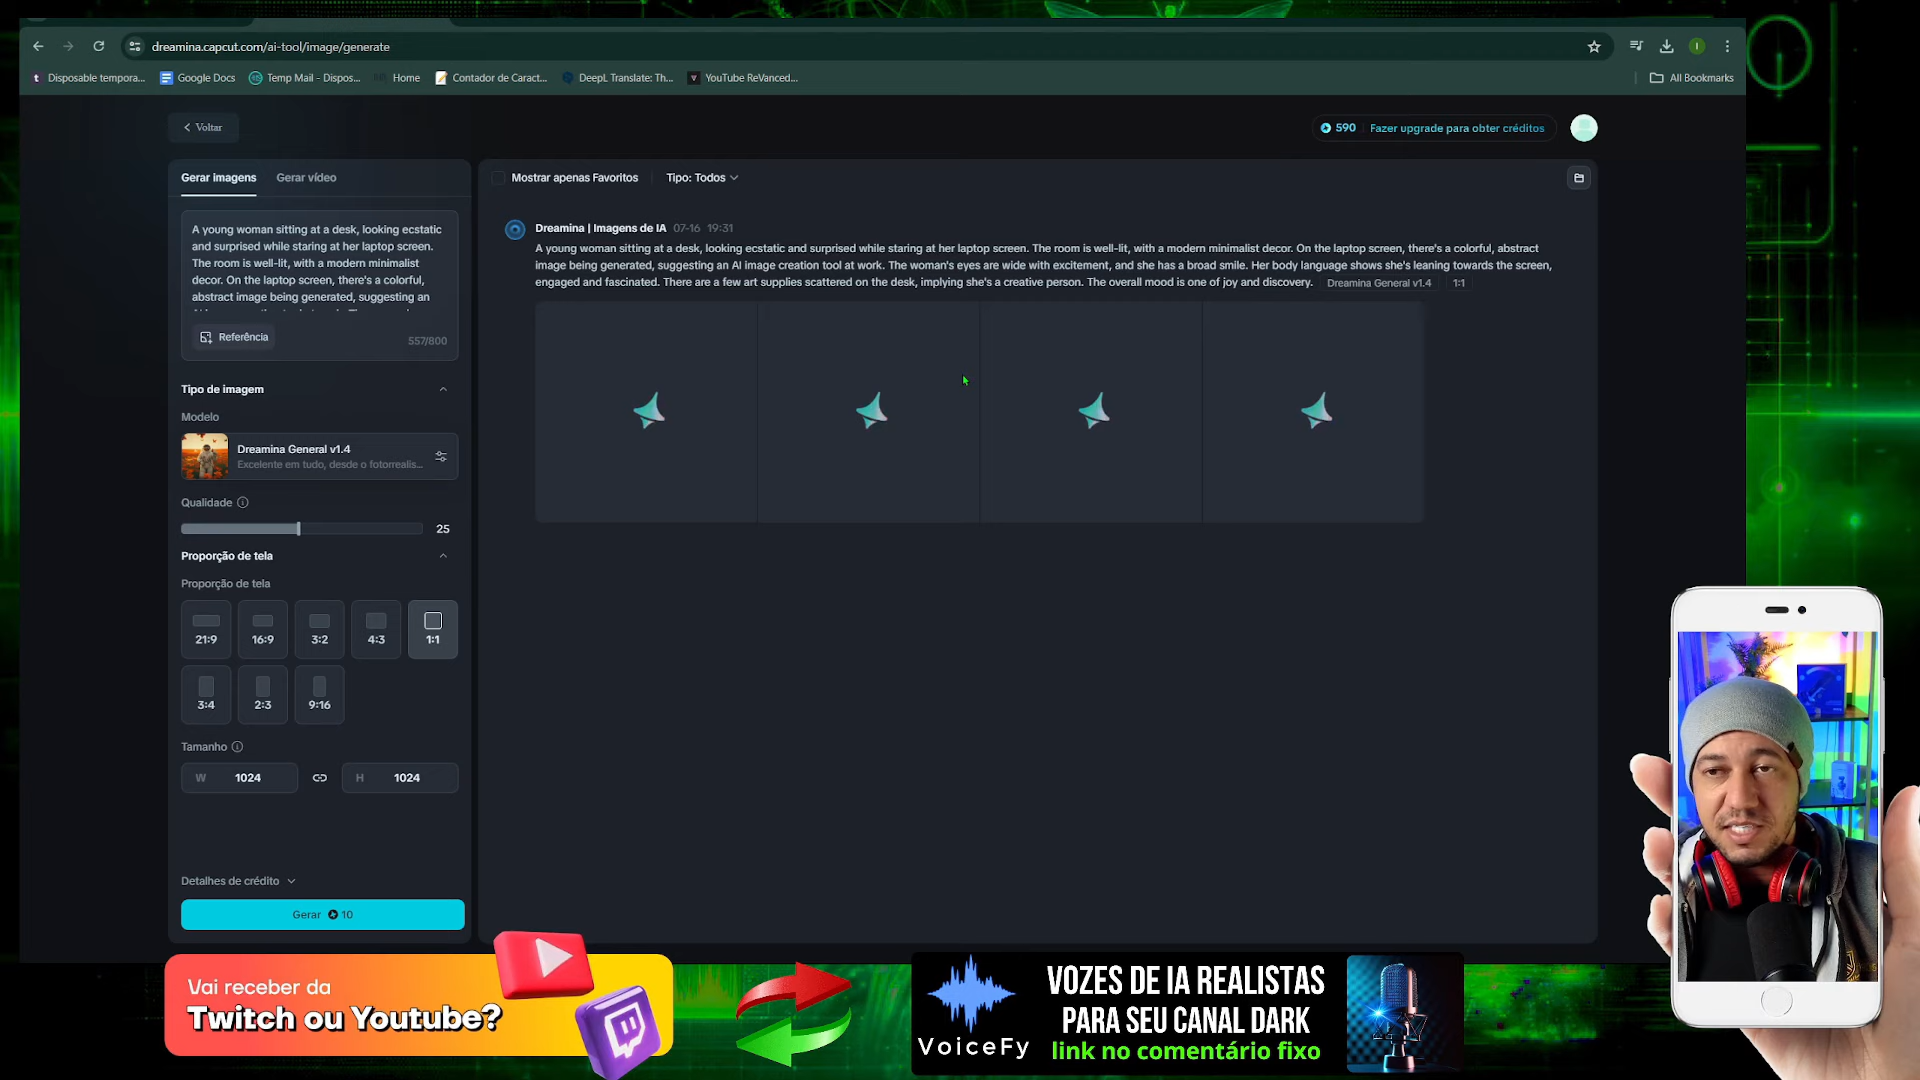 dreamina.capcut.com/ai-tool/image/generate
Disposable tempora...
Google Docs
Temp Mail - Dispos...
Home
Contador de Caract...
DeepL Translate: Th...
YouTube ReVanced...
All Bookmarks
Voltar
590
Fazer upgrade para obter créditos
Gerar imagens
Gerar vídeo
A young woman sitting at a desk, looking ecstatic
and surprised while staring at her laptop screen.
The room is well-lit, with a modern minimalist
decor. On the laptop screen, there's a colorful,
abstract image being generated, suggesting an
Referência
557/800
Tipo de imagem
Modelo
Dreamina General v1.4
Excelente em tudo, desde o fotorrealis...
Qualidade
25
Proporção de tela
Proporção de tela
21:9
16:9
3:2
4:3
1:1
3:4
2:3
9:16
Tamanho
W 1024
H 1024
Detalhes de crédito
Gerar 10
Mostrar apenas Favoritos
Tipo: Todos
Dreamina | Imagens de IA 07-16 19:31
A young woman sitting at a desk, looking ecstatic and surprised while staring at her laptop screen. The room is well-lit, with a modern minimalist decor. On the laptop screen, there's a colorful, abstract
image being generated, suggesting an AI image creation tool at work. The woman's eyes are wide with excitement, and she has a broad smile. Her body language shows she's leaning towards the screen,
engaged and fascinated. There are a few art supplies scattered on the desk, implying she's a creative person. The overall mood is one of joy and discovery. Dreamina General v1.4 1:1
Vai receber da
Twitch ou Youtube?
VoiceFy
VOZES DE IA REALISTAS
PARA SEU CANAL DARK
link no comentário fixo